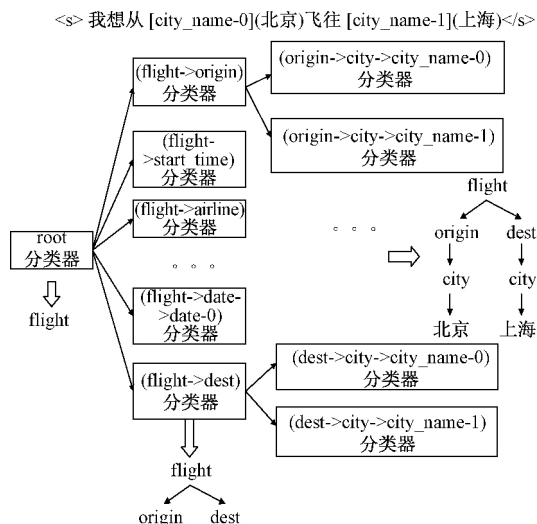 <s> 我想从 [city_name-0](北京)飞往 [city_name-1](上海)</s>
(flight->origin)
分类器
(origin->city->city_name-0)
分类器
(origin->city->city_name-1)
分类器
(flight-
>start_time)
分类器
(flight->airline)
分类器
。。。
(flight->date-
>date-0)
分类器
(flight->dest)
分类器
root
分类器
flight
(dest->city->city_name-0)
分类器
(dest->city->city_name-1)
分类器
flight
origin dest
。。。
flight
origin dest
city city
北京 上海